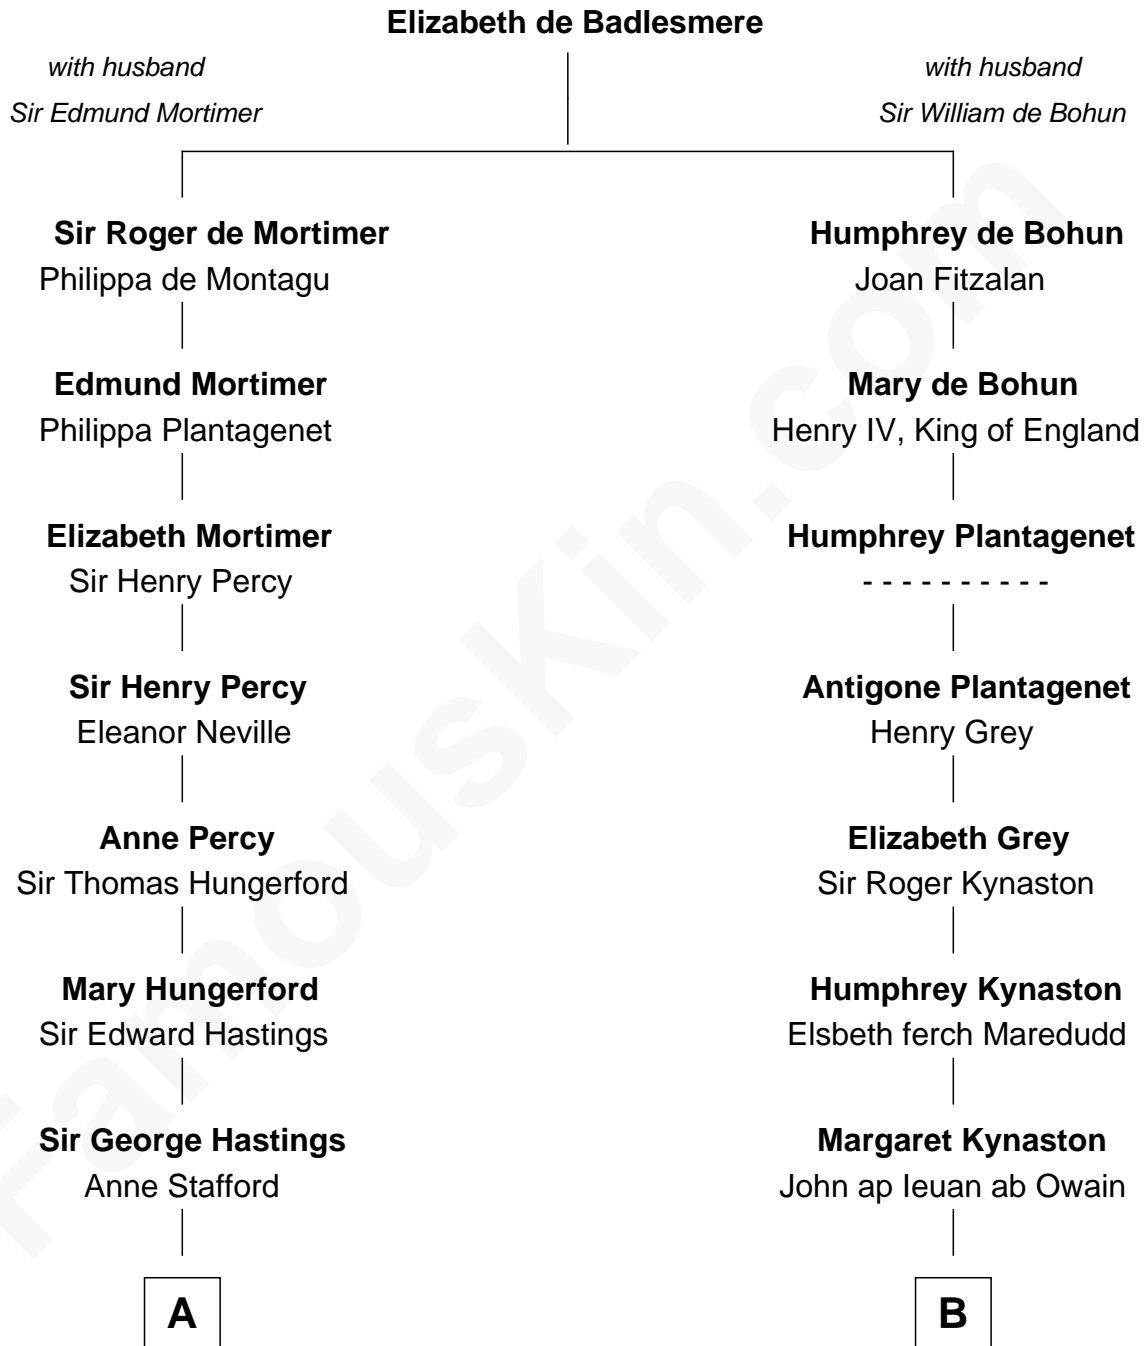 Elizabeth de Badlesmere
with husband
Sir Edmund Mortimer
with husband
Sir William de Bohun
Sir Roger de Mortimer
Philippa de Montagu
Humphrey de Bohun
Joan Fitzalan
Edmund Mortimer
Philippa Plantagenet
Mary de Bohun
Henry IV, King of England
Elizabeth Mortimer
Sir Henry Percy
Humphrey Plantagenet
- - - - - - - - - -
Sir Henry Percy
Eleanor Neville
Antigone Plantagenet
Henry Grey
Anne Percy
Sir Thomas Hungerford
Elizabeth Grey
Sir Roger Kynaston
Mary Hungerford
Sir Edward Hastings
Humphrey Kynaston
Elsbeth ferch Maredudd
Sir George Hastings
Anne Stafford
Margaret Kynaston
John ap Ieuan ab Owain
A
B
FamousKin.com